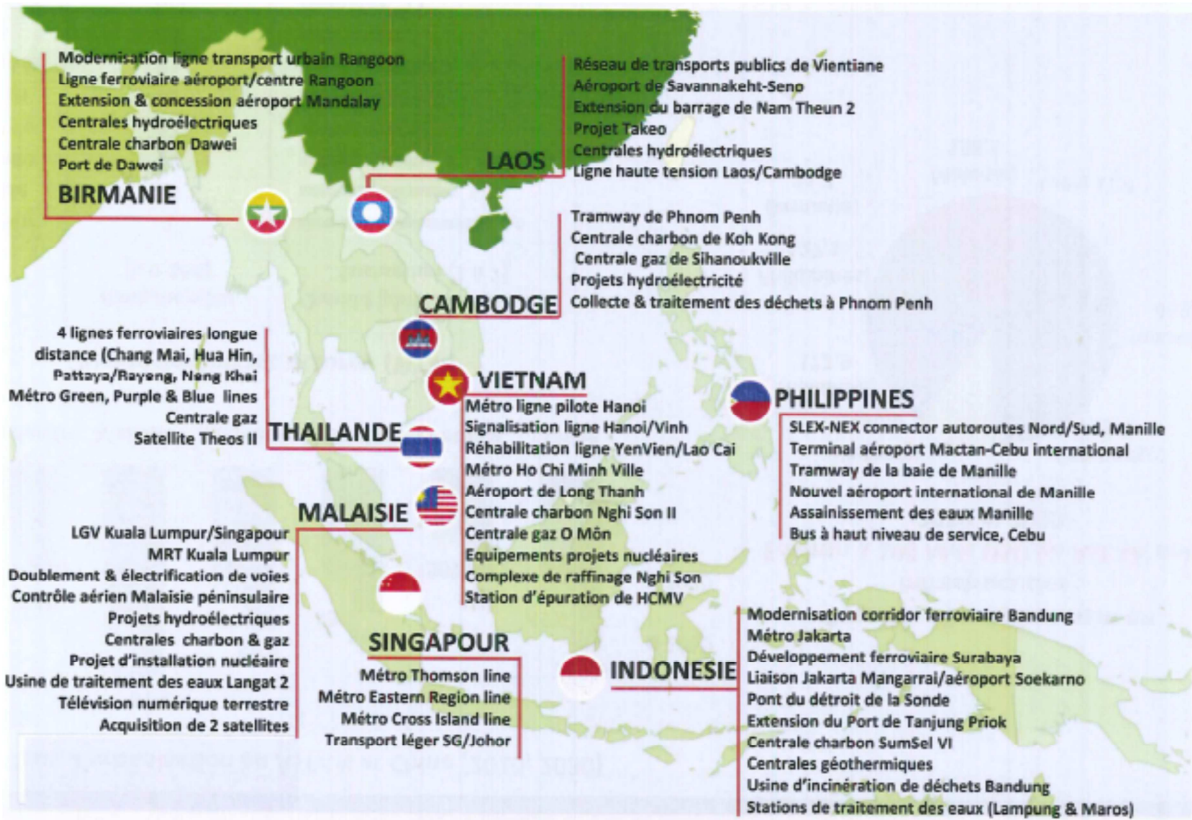 Modernisation ligne transport urbain Rangoon
Ligne ferroviaire aéroport/centre Rangoon
Extension & concession aéroport Mandalay
Centrales hydroélectriques
Centrale charbon Dawei
Port de Dawei
BIRMANIE
Réseau de transports publics de Vientiane
Aéroport de Savannakeht-Seno
Extension du barrage de Nam Theun 2
Projet Takeo
Centrales hydroélectriques
Ligne haute tension Laos/Cambodge
LAOS
Tramway de Phnom Penh
Centrale charbon de Koh Kong
Centrale gaz de Sihanoukville
Projets hydroélectricité
Collecte & traitement des déchets à Phnom Penh
CAMBODGE
4 lignes ferroviaires longue
distance (Chang Mai, Hua Hin,
Pattaya/Rayong, Nong Khai
Métro Green, Purple & Blue lines
Centrale gaz
Satellite Theos II
THAILANDE
VIETNAM
Métro ligne pilote Hanoi
Signalisation ligne Hanoi/Vinh
Réhabilitation ligne YenVien/Lao Cai
Métro Ho Chi Minh Ville
Aéroport de Long Thanh
Centrale charbon Nghi Son II
Centrale gaz O Môn
Equipements projets nucléaires
Complexe de raffinage Nghi Son
Station d'épuration de HCMV
PHILIPPINES
SLEX-NEX connector autoroutes Nord/Sud, Manille
Terminal aéroport Mactan-Cebu international
Tramway de la baie de Manille
Nouvel aéroport international de Manille
Assainissement des eaux Manille
Bus à haut niveau de service, Cebu
MALAISIE
LGV Kuala Lumpur/Singapour
MRT Kuala Lumpur
Doublement & électrification de voies
Contrôle aérien Malaisie péninsulaire
Projets hydroélectriques
Centrales charbon & gaz
Projet d'installation nucléaire
Usine de traitement des eaux Langat 2
Télévision numérique terrestre
Acquisition de 2 satellites
SINGAPOUR
Métro Thomson line
Métro Eastern Region line
Métro Cross Island line
Transport léger SG/Johor
INDONESIE
Modernisation corridor ferroviaire Bandung
Métro Jakarta
Développement ferroviaire Surabaya
Liaison Jakarta Mangarrai/aéroport Soekarno
Pont du détroit de la Sonde
Extension du Port de Tanjung Priok
Centrale charbon SumSel VI
Centrales géothermiques
Usine d'incinération de déchets Bandung
Stations de traitement des eaux (Lampung & Maros)